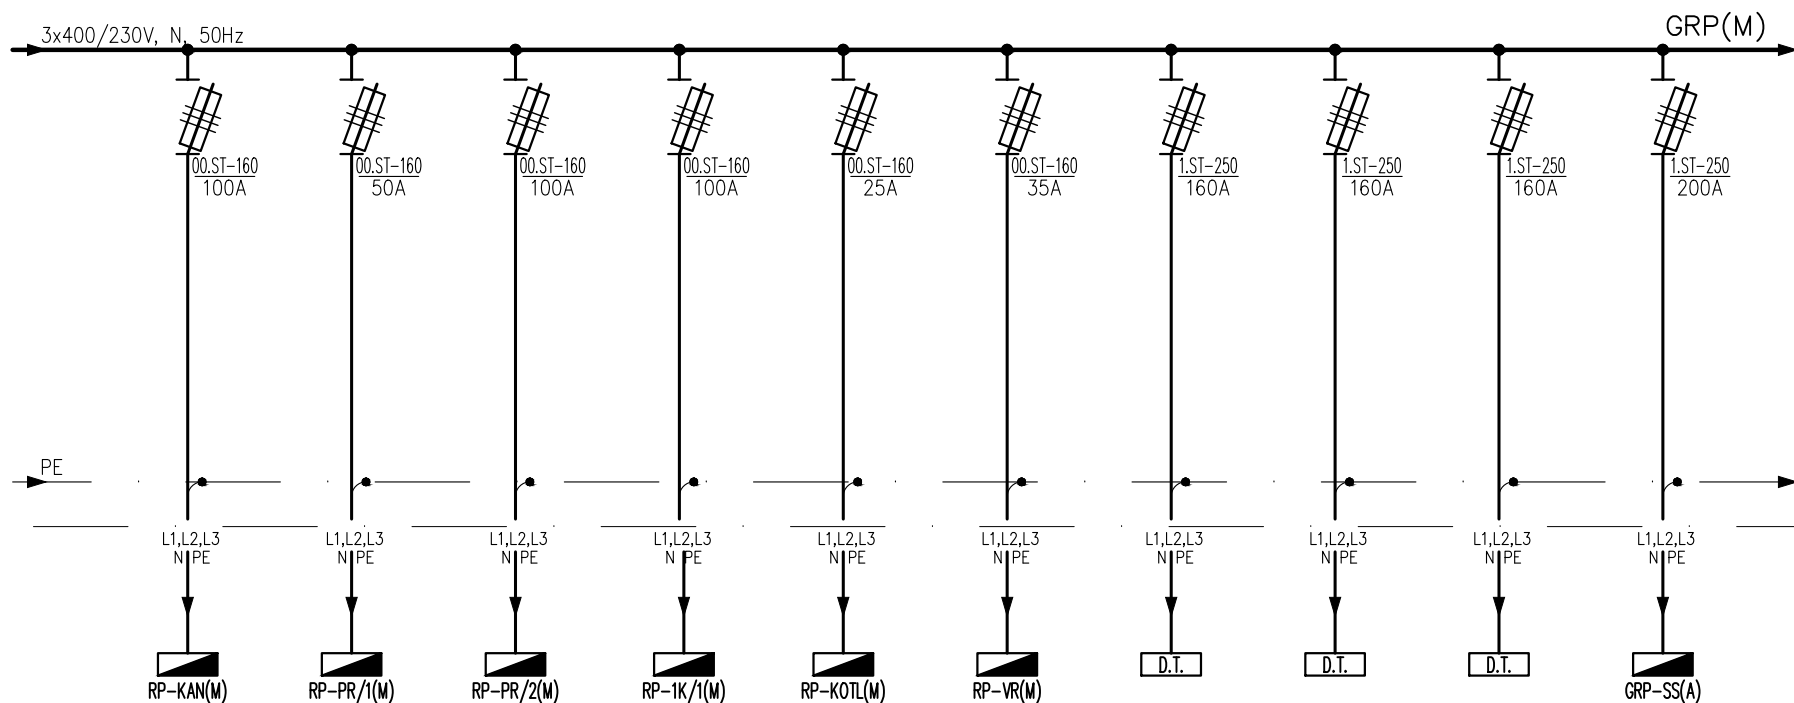 3x400/230V, N, 50Hz
GRP(M)
00.ST-160
100A
00.ST-160
50A
00.ST-160
100A
00.ST-160
100A
00.ST-160
25A
00.ST-160
35A
1.ST-250
160A
1.ST-250
160A
1.ST-250
160A
1.ST-250
200A
PE
L1,L2,L3
N PE
L1,L2,L3
N PE
L1,L2,L3
N PE
L1,L2,L3
N PE
L1,L2,L3
N PE
L1,L2,L3
N PE
L1,L2,L3
N PE
L1,L2,L3
N PE
L1,L2,L3
N PE
L1,L2,L3
N PE
RP-KAN(M)
RP-PR/1(M)
RP-PR/2(M)
RP-1K/1(M)
RP-KOTL(M)
RP-VR(M)
D.T.
D.T.
D.T.
GRP-SS(A)